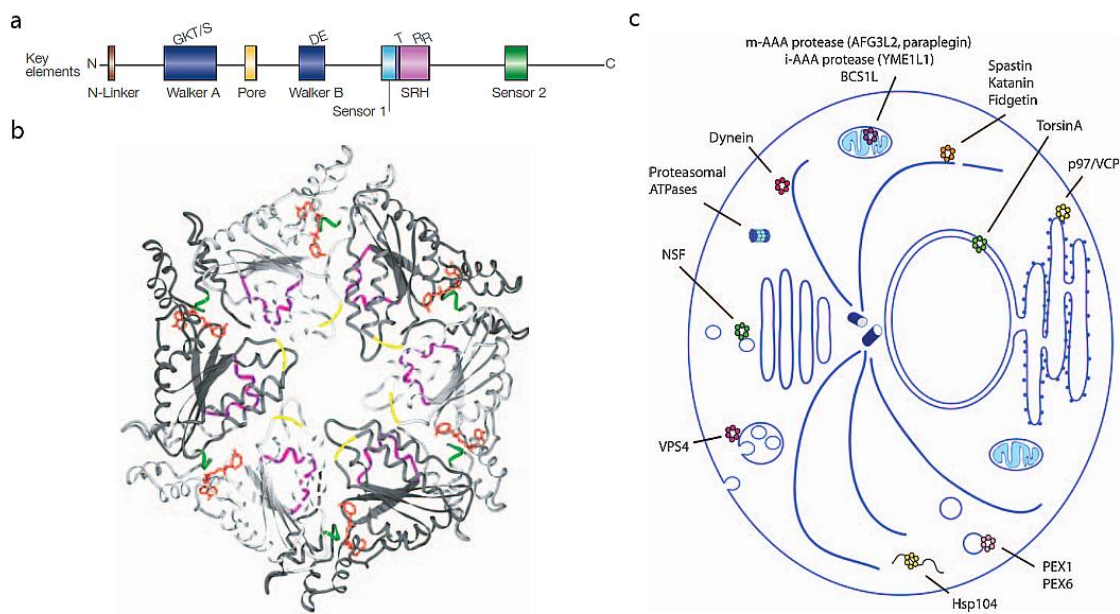 a
GKT/S
DE
T
RR
Key
elements
N
C
N-Linker
Walker A
Pore
Walker B
Sensor 1
SRH
Sensor 2
b
c
m-AAA protease (AFG3L2, paraplegin)
i-AAA protease (YME1L1)
BCS1L
Spastin
Katanin
Fidgetin
TorsinA
Dynein
p97/VCP
Proteasomal
ATPases
NSF
VPS4
PEX1
PEX6
Hsp104